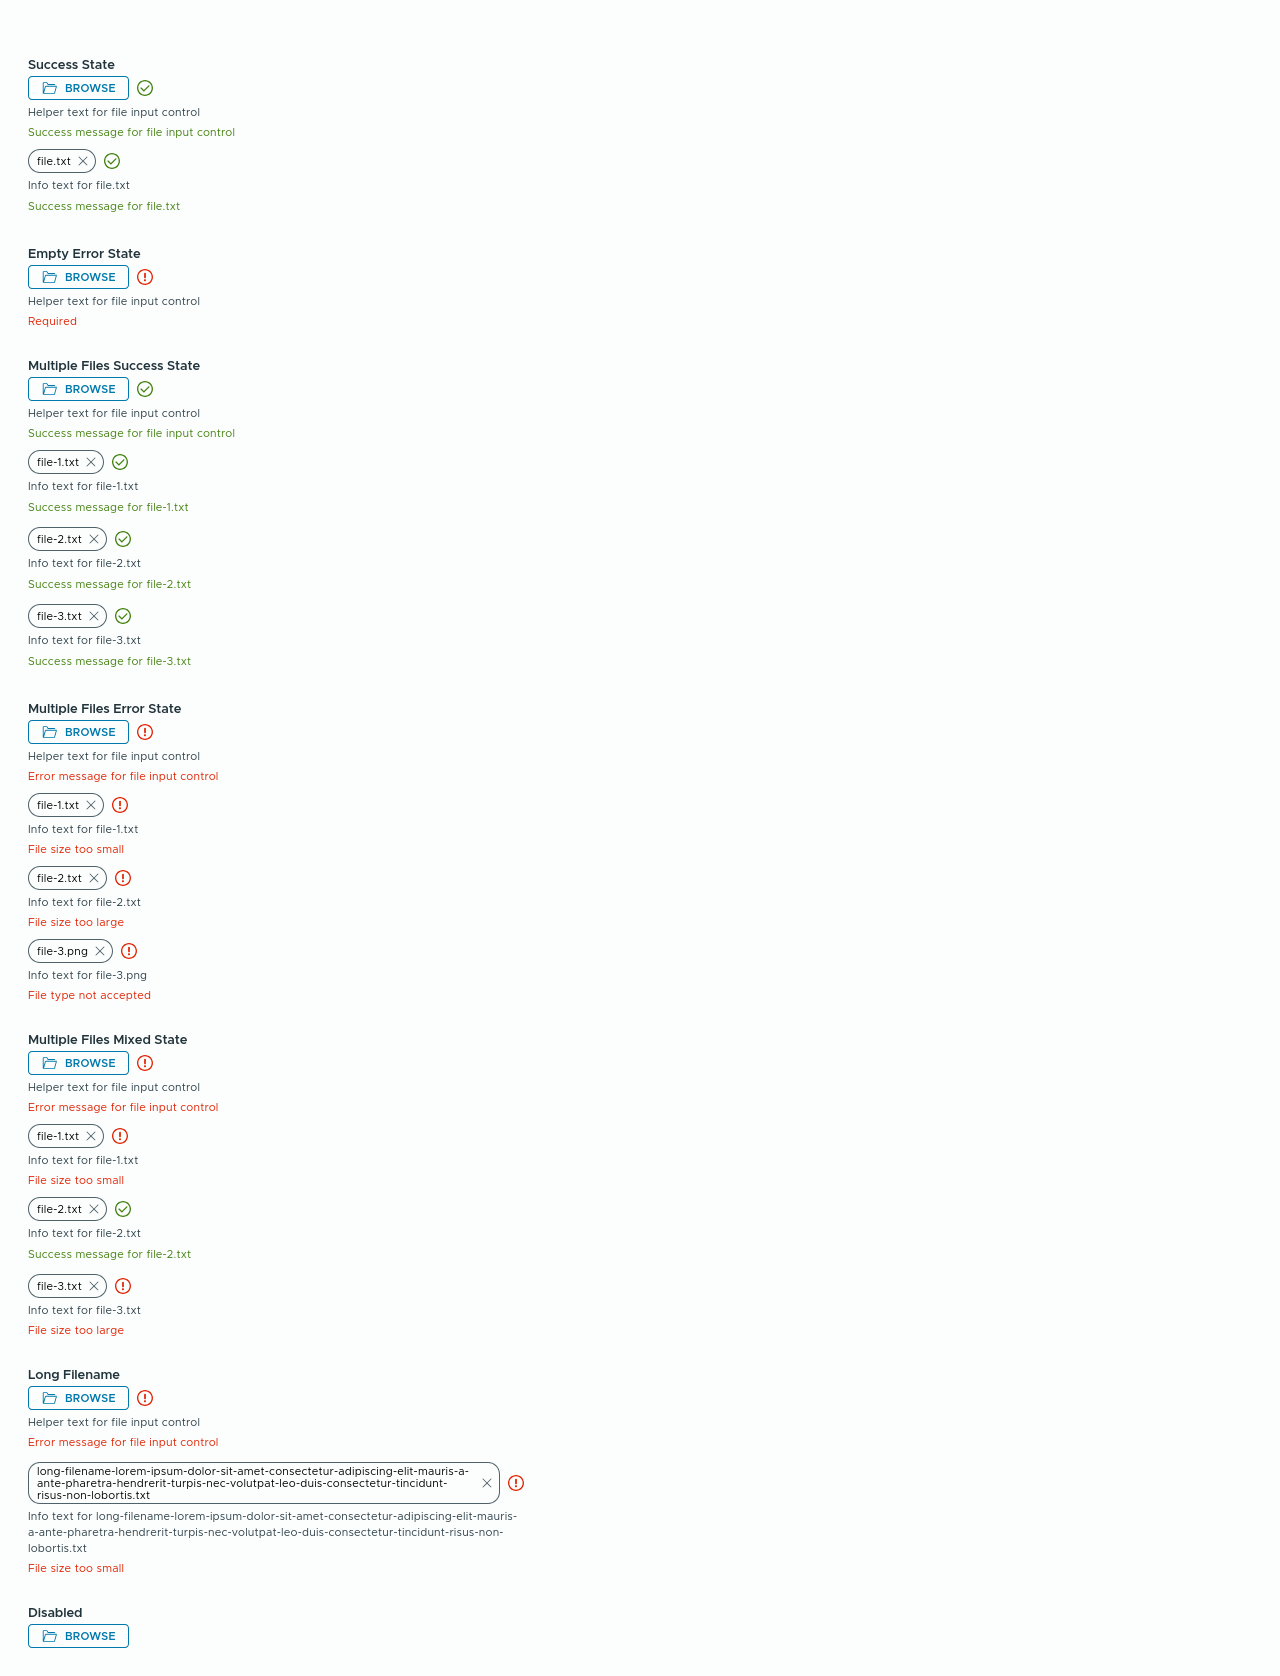 Success State
BROWSE
Helper text for file input control
Success message for file input control
file.txt
Info text for file.txt
Success message for file.txt
Empty Error State
BROWSE
Helper text for file input control
Required
Multiple Files Success State
BROWSE
Helper text for file input control
Success message for file input control
file-1.txt
Info text for file-1.txt
Success message for file-1.txt
file-2.txt
Info text for file-2.txt
Success message for file-2.txt
file-3.txt
Info text for file-3.txt
Success message for file-3.txt
Multiple Files Error State
BROWSE
Helper text for file input control
Error message for file input control
file-1.txt
Info text for file-1.txt
File size too small
file-2.txt
Info text for file-2.txt
File size too large
file-3.png
Info text for file-3.png
File type not accepted
Multiple Files Mixed State
BROWSE
Helper text for file input control
Error message for file input control
file-1.txt
Info text for file-1.txt
File size too small
file-2.txt
Info text for file-2.txt
Success message for file-2.txt
file-3.txt
Info text for file-3.txt
File size too large
Long Filename
BROWSE
Helper text for file input control
Error message for file input control
long-filename-lorem-ipsum-dolor-sit-amet-consectetur-adipiscing-elit-mauris-a-
ante-pharetra-hendrerit-turpis-nec-volutpat-leo-duis-consectetur-tincidunt-
risus-non-lobortis.txt
Info text for long-filename-lorem-ipsum-dolor-sit-amet-consectetur-adipiscing-elit-mauris-
a-ante-pharetra-hendrerit-turpis-nec-volutpat-leo-duis-consectetur-tincidunt-risus-non-
lobortis.txt
File size too small
Disabled
BROWSE